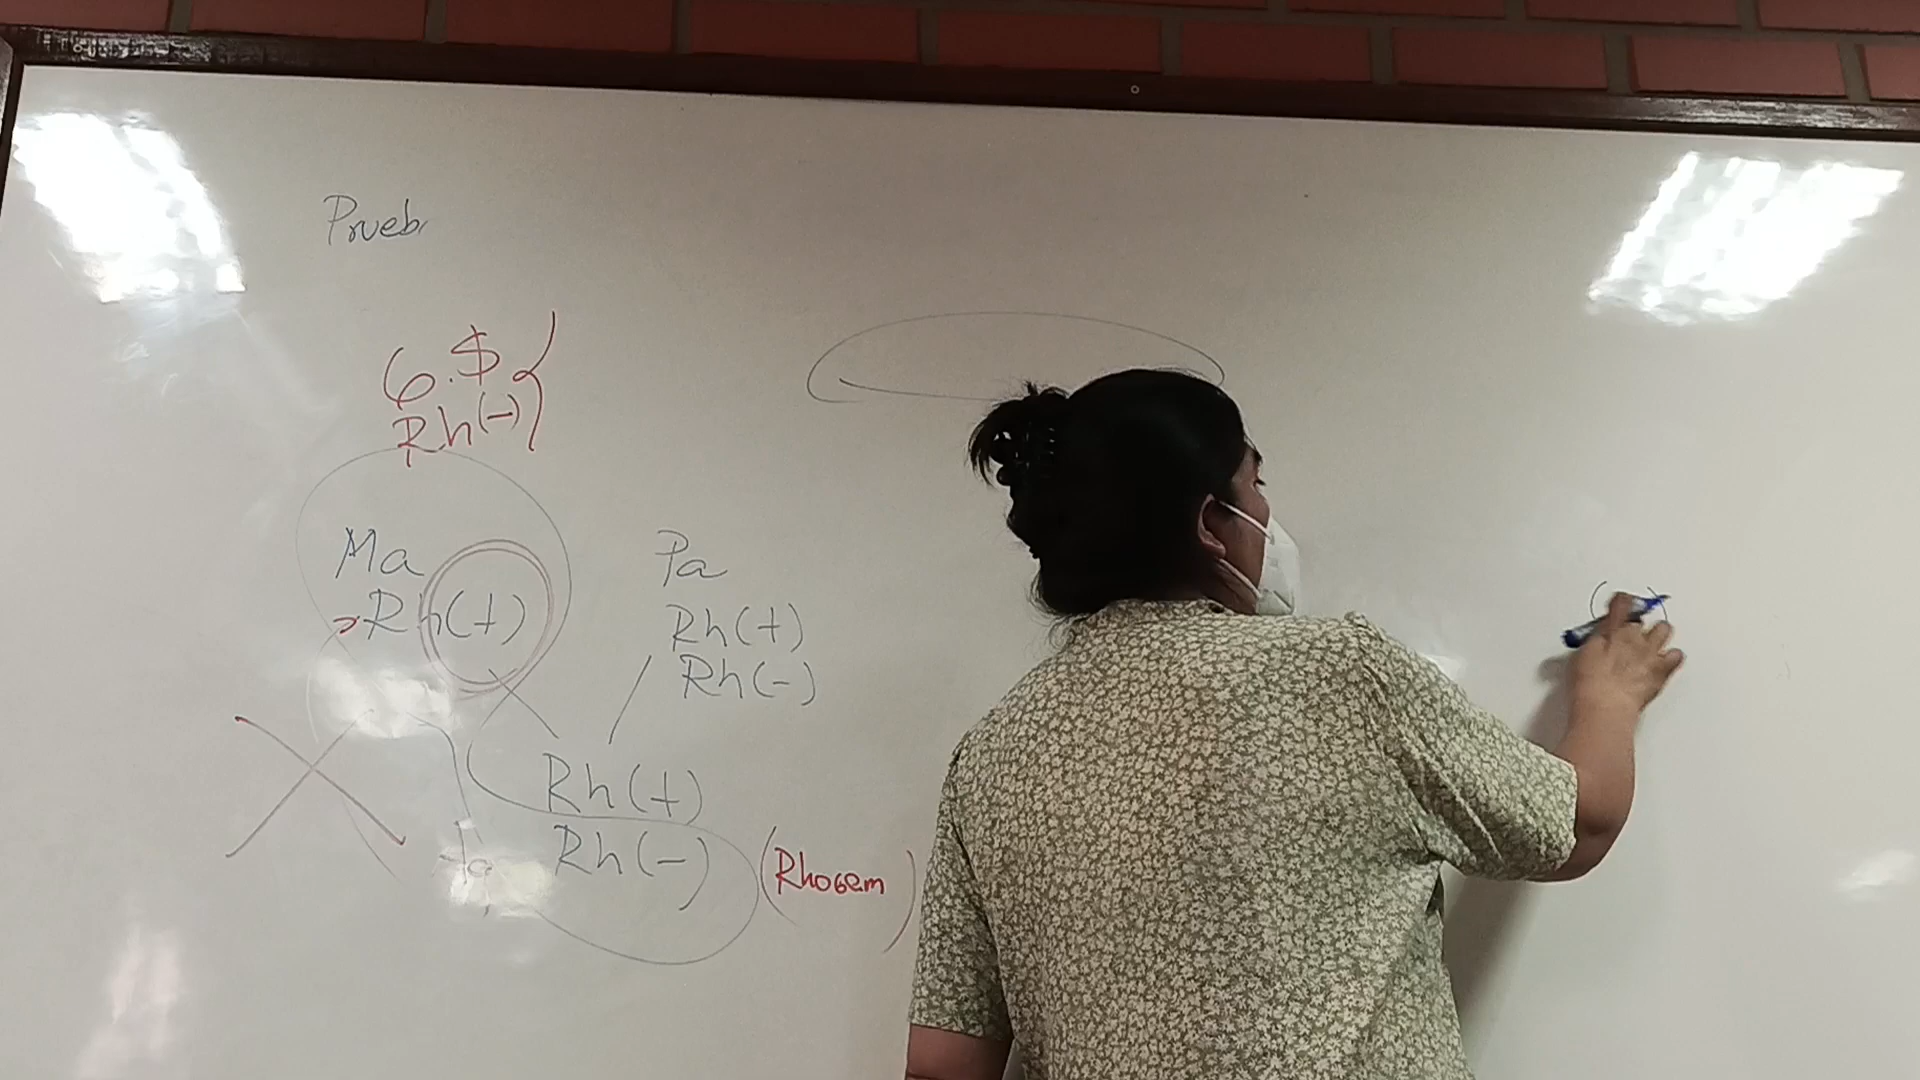 Prueb
G.S.
Rh(-)
Ma
Rh(+)
Pa
Rh(+)
Rh(-)
Rh(+)
Rh(-)
(Rhogam)
( )